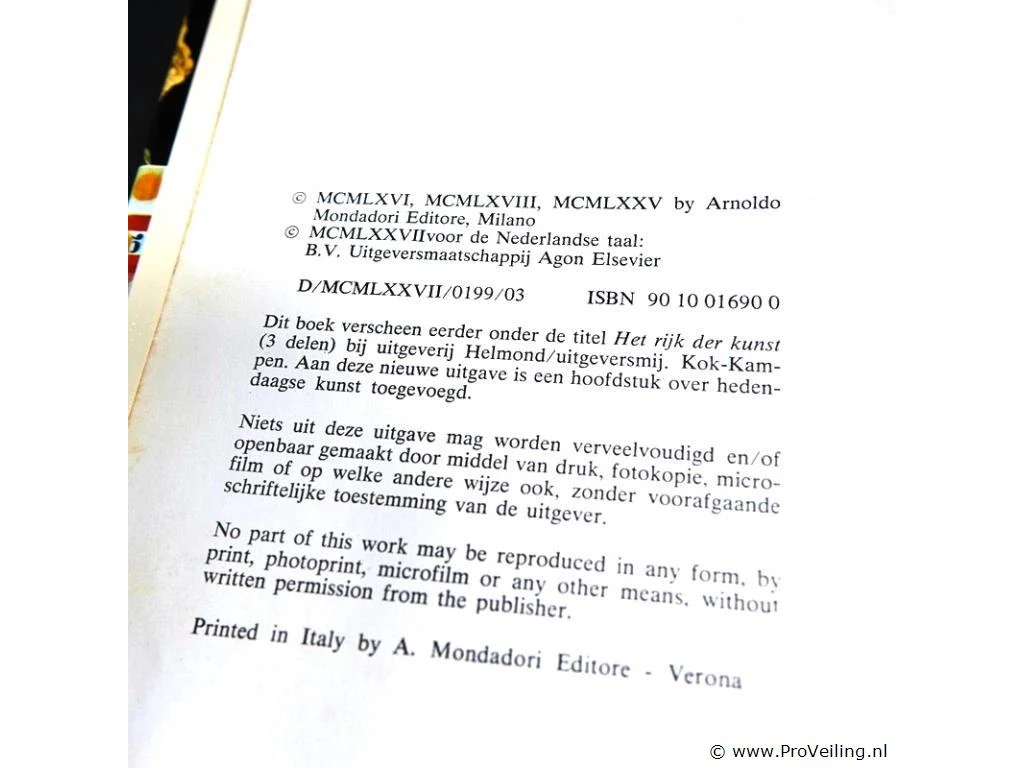 © MCMLXVI, MCMLXVIII, MCMLXXV by Arnoldo
Mondadori Editore, Milano
© MCMLXXVIIvoor de Nederlandse taal:
B.V. Uitgeversmaatschappij Agon Elsevier
D/MCMLXXVII/0199/03 ISBN 90 10 01690 0
Dit boek verscheen eerder onder de titel Het rijk der kunst
(3 delen) bij uitgeverij Helmond/uitgeversmij. Kok-Kam-
pen. Aan deze nieuwe uitgave is een hoofdstuk over heden-
daagse kunst toegevoegd.
Niets uit deze uitgave mag worden verveelvoudigd en/of
openbaar gemaakt door middel van druk, fotokopie, micro-
film of op welke andere wijze ook, zonder voorafgaande
schriftelijke toestemming van de uitgever.
No part of this work may be reproduced in any form, by
print, photoprint, microfilm or any other means, without
written permission from the publisher.
Printed in Italy by A. Mondadori Editore - Verona
© www.ProVeiling.nl